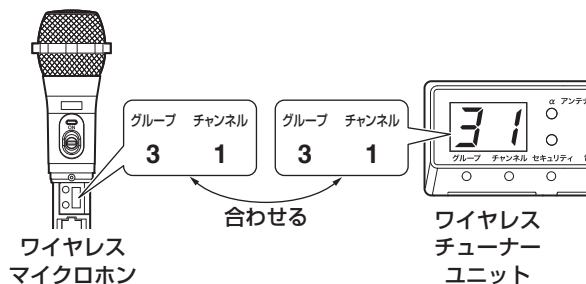 グループ チャンネル
3 1
グループ チャンネル
3 1
合わせる
ON
ワイヤレス
マイクロホン
31
α アンテナ
グループ チャンネル セキュリティ
ワイヤレス
チューナー
ユニット